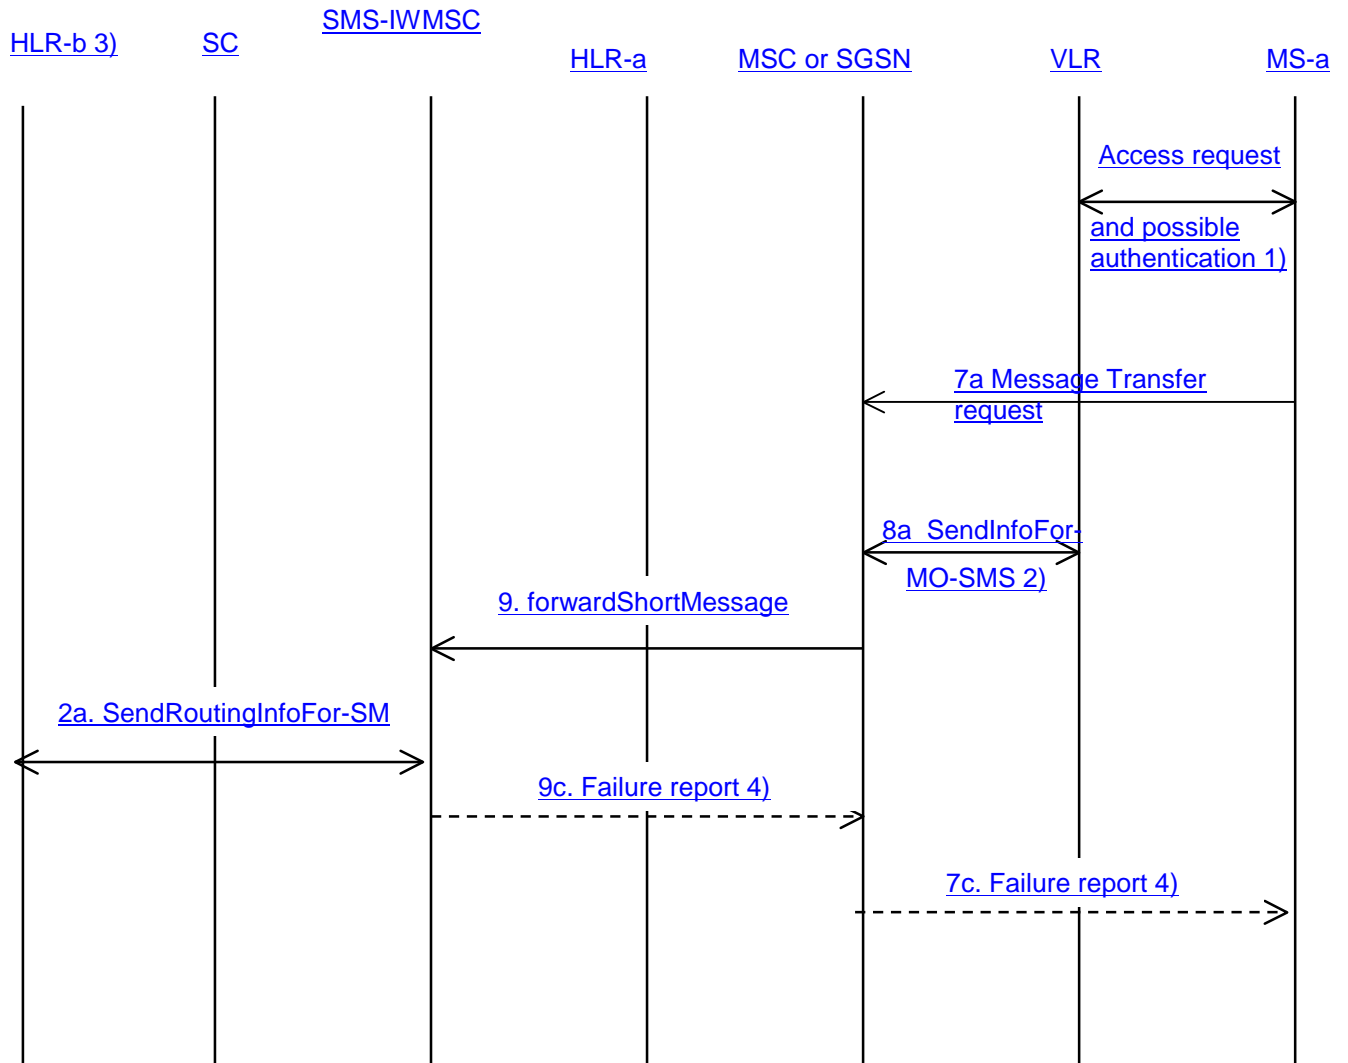 SMS-IWMSC
HLR-b 3)
SC
HLR-a
MSC or SGSN
VLR
MS-a
Access request
and possible
authentication 1)
7a Message Transfer
request
8a  SendInfoFor-
MO-SMS 2)
9. forwardShortMessage
2a. SendRoutingInfoFor-SM
9c. Failure report 4)
7c. Failure report 4)